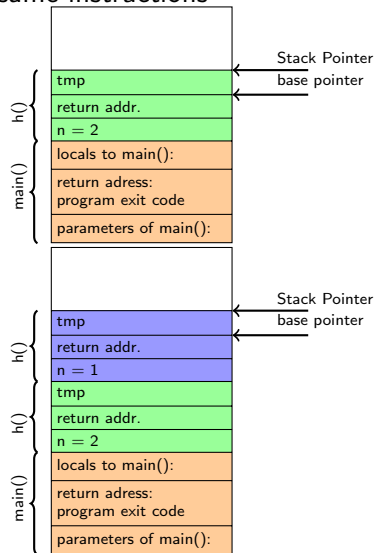 same instructions
Stack Pointer
base pointer
tmp
return addr.
n = 2
h()
locals to main():
return adress:
program exit code
parameters of main():
main()
Stack Pointer
base pointer
tmp
return addr.
n = 1
h()
tmp
return addr.
n = 2
h()
locals to main():
return adress:
program exit code
parameters of main():
main()